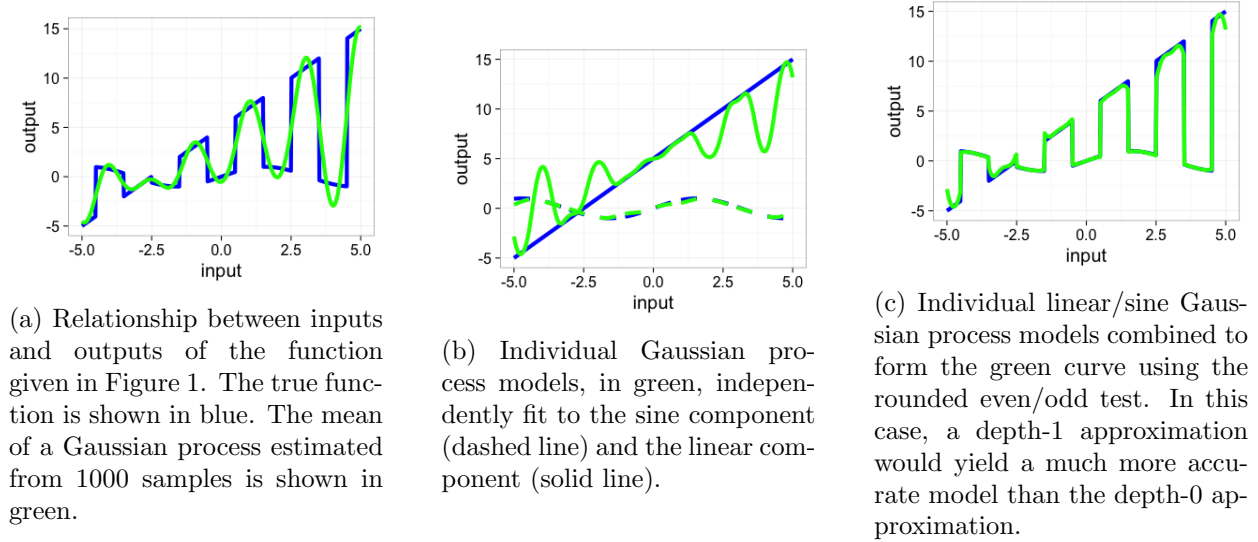 15
10
5
0
-5
output
-5.0
-2.5
0.0
2.5
5.0
input
(a) Relationship between inputs
and outputs of the function
given in Figure 1. The true func-
tion is shown in blue. The mean
of a Gaussian process estimated
from 1000 samples is shown in
green.
15
10
5
0
-5
output
-5.0
-2.5
0.0
2.5
5.0
input
(b) Individual Gaussian pro-
cess models, in green, indepen-
dently fit to the sine component
(dashed line) and the linear com-
ponent (solid line).
15
10
5
0
-5
output
-5.0
-2.5
0.0
2.5
5.0
input
(c) Individual linear/sine Gaus-
sian process models combined to
form the green curve using the
rounded even/odd test. In this
case, a depth-1 approximation
would yield a much more accu-
rate model than the depth-0 ap-
proximation.